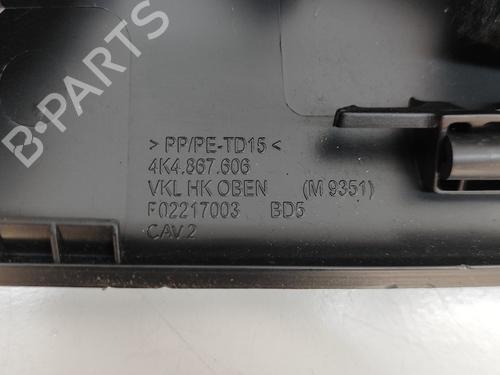 > PP/PE-TD15 <
4K4.867.606
VKL HK OBEN (M 9351)
F02217003 BD5
CAV.2
B-PARTS